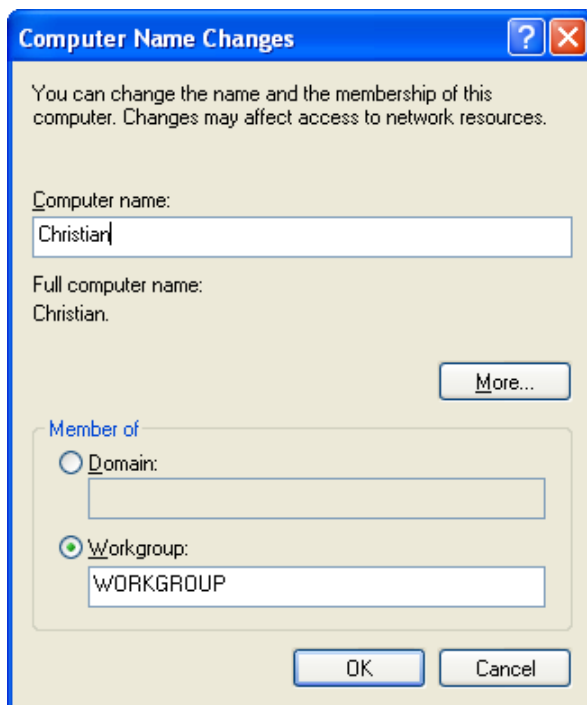 Computer Name Changes
You can change the name and the membership of this
computer. Changes may affect access to network resources.
Computer name:
Christian
Full computer name:
Christian.
More...
Member of
Domain:
Workgroup:
WORKGROUP
OK Cancel